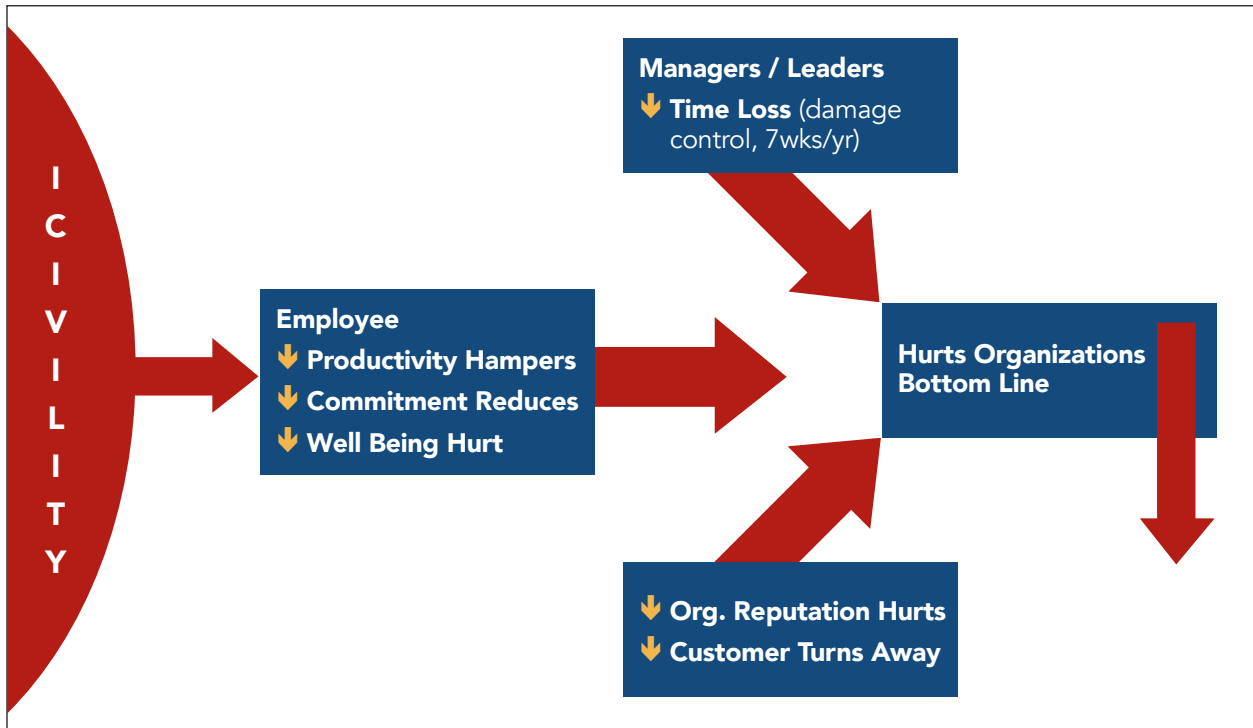 ICIVILITY
Employee
Productivity Hampers
Commitment Reduces
Well Being Hurt
Managers / Leaders
Time Loss (damage
control, 7wks/yr)
Hurts Organizations
Bottom Line
Org. Reputation Hurts
Customer Turns Away